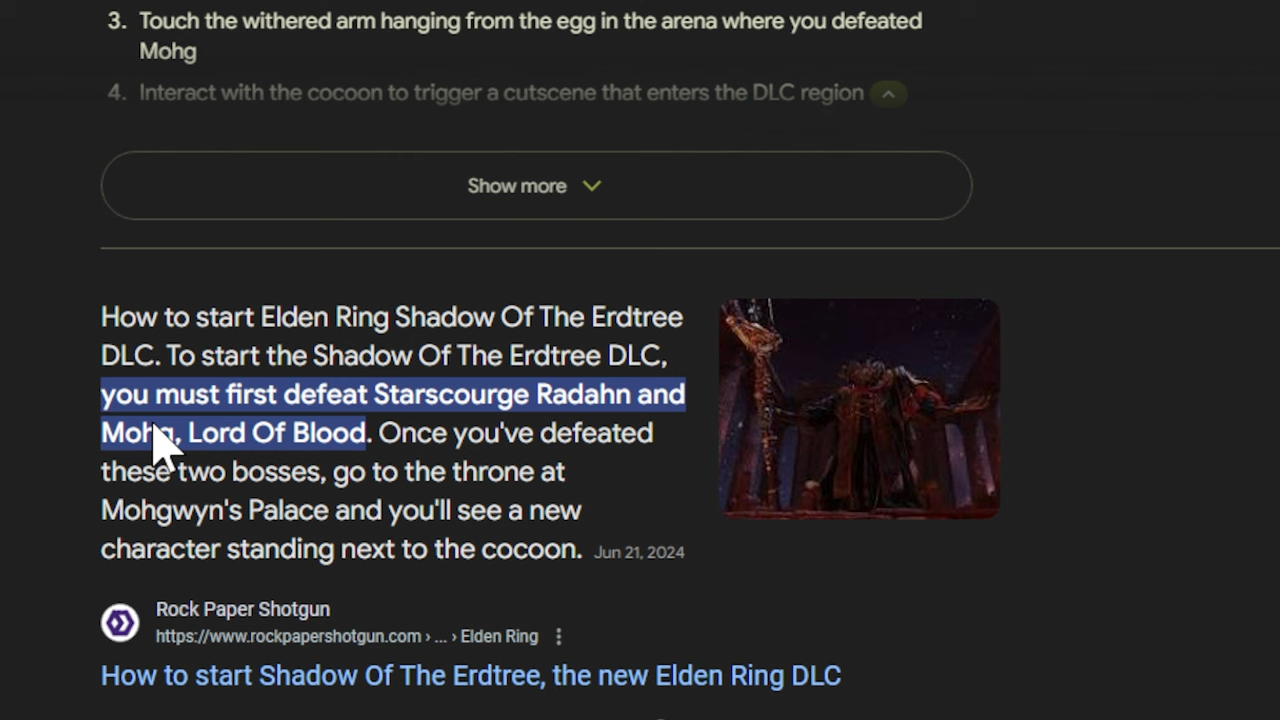 3. Touch the withered arm hanging from the egg in the arena where you defeated
Mohg
4. Interact with the cocoon to trigger a cutscene that enters the DLC region
Show more
How to start Elden Ring Shadow Of The Erdtree
DLC. To start the Shadow Of The Erdtree DLC,
you must first defeat Starscourge Radahn and
Mohg, Lord Of Blood. Once you've defeated
these two bosses, go to the throne at
Mohgwyn's Palace and you'll see a new
character standing next to the cocoon. Jun 21, 2024
Rock Paper Shotgun
https://www.rockpapershotgun.com › ... › Elden Ring
How to start Shadow Of The Erdtree, the new Elden Ring DLC